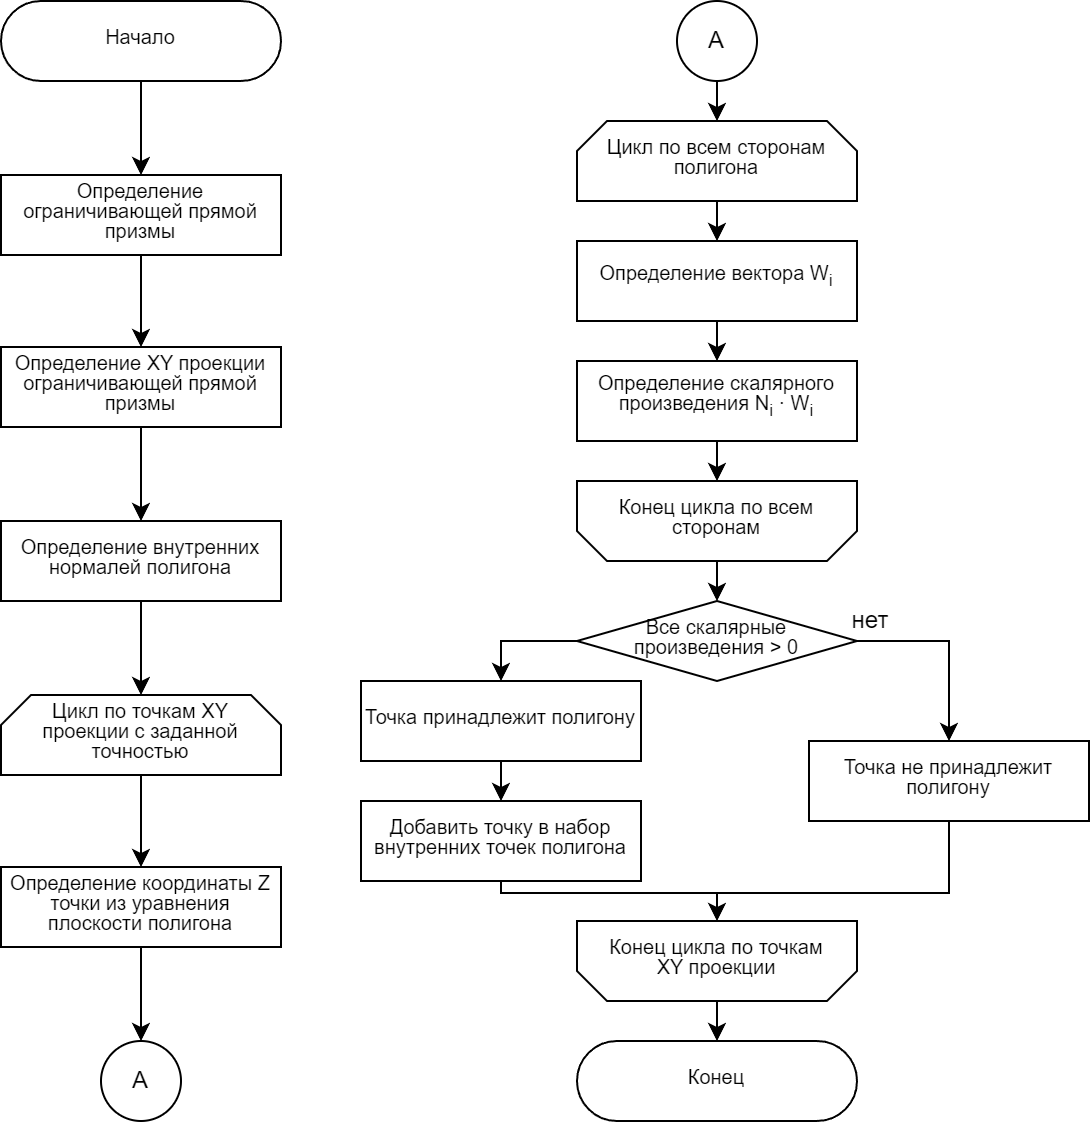 Начало
Определение
ограничивающей прямой
призмы
Определение XY проекции
ограничивающей прямой
призмы
Определение внутренних
нормалей полигона
Цикл по точкам XY
проекции с заданной
точностью
Определение координаты Z
точки из уравнения
плоскости полигона
A
A
Цикл по всем сторонам
полигона
Определение вектора Wi
Определение скалярного
произведения Ni · Wi
Конец цикла по всем
сторонам
Все скалярные
произведения > 0
нет
Точка принадлежит полигону
Добавить точку в набор
внутренних точек полигона
Точка не принадлежит
полигону
Конец цикла по точкам
XY проекции
Конец